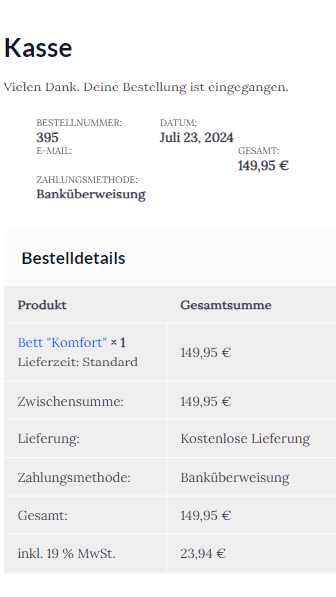 Kasse
Vielen Dank. Deine Bestellung ist eingegangen.
BESTELLNUMMER:
395
DATUM:
Juli 23, 2024
E-MAIL:
GESAMT:
149,95 €
ZAHLUNGSMETHODE:
Banküberweisung
Bestelldetails
Produkt Gesamtsumme
Bett "Komfort" × 1
Lieferzeit: Standard
149,95 €
Zwischensumme: 149,95 €
Lieferung: Kostenlose Lieferung
Zahlungsmethode: Banküberweisung
Gesamt: 149,95 €
inkl. 19 % MwSt. 23,94 €